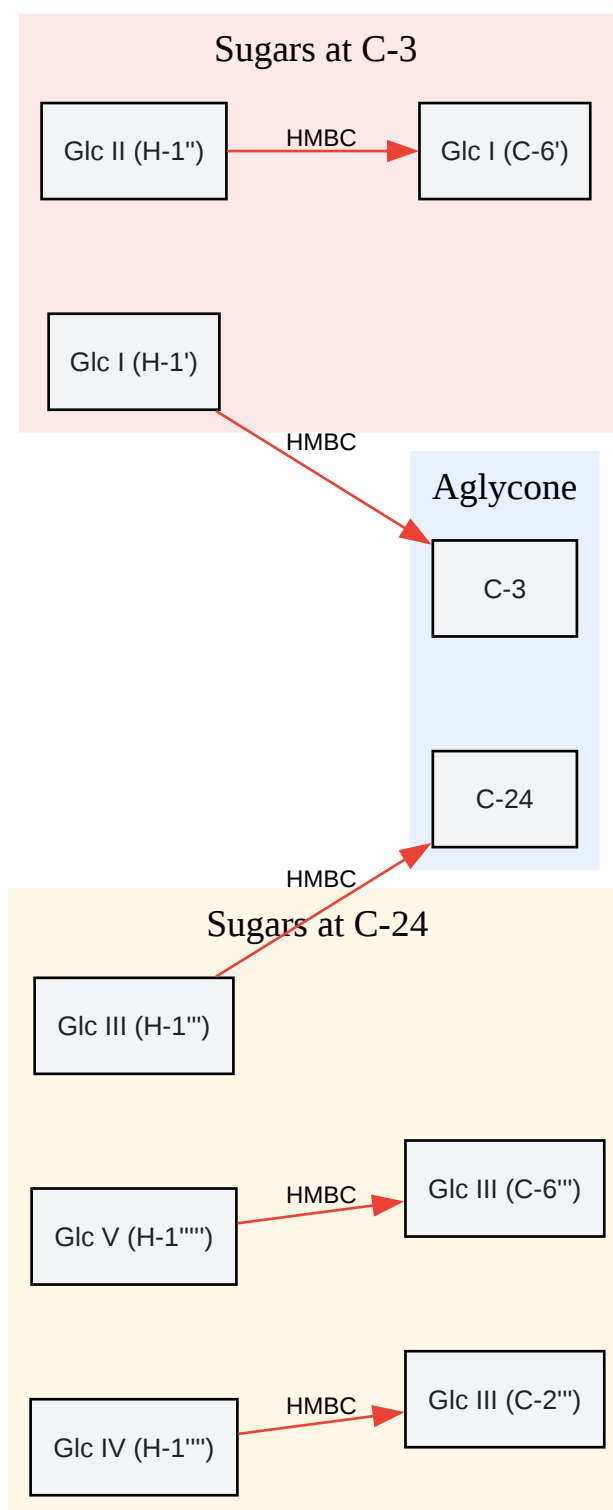 Sugars at C-3
Glc II (H-1'')
HMBC
Glc I (C-6')
Glc I (H-1')
HMBC
Aglycone
C-3
C-24
HMBC
Sugars at C-24
Glc III (H-1''')
Glc V (H-1''''')
HMBC
Glc III (C-6''')
Glc IV (H-1'''')
HMBC
Glc III (C-2''')